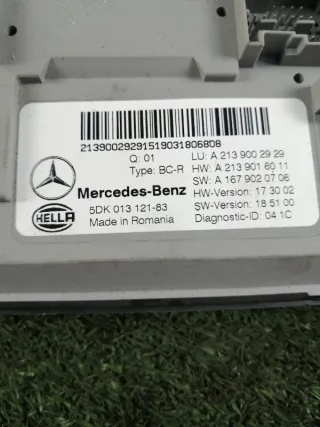 21390029291519031806808
Q: 01 LU: A 213 900 29 29
Type: BC-R HW: A 213 901 60 11
Mercedes-Benz SW: A 167 902 07 06
5DK 013 121-83 HW-Version: 17 30 02
HELLA Made in Romania SW-Version: 18 51 00
Diagnostic-ID: 04 1C